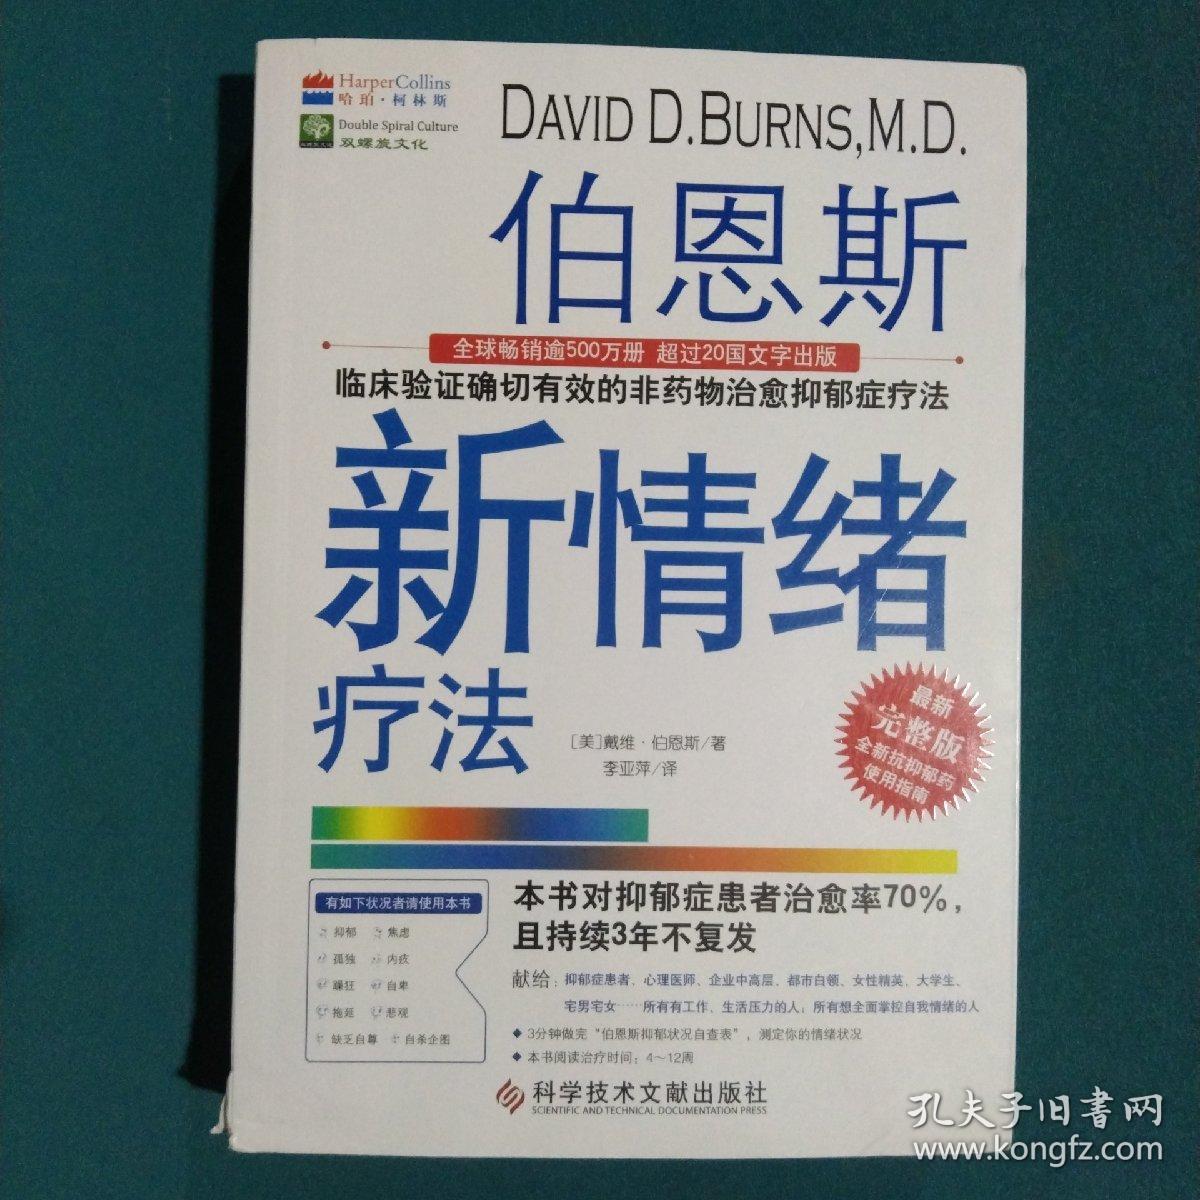 HarperCollins
哈珀·柯林斯
Double Spiral Culture
双螺旋文化
DAVID D.BURNS,M.D.
伯恩斯
全球畅销逾500万册 超过20国文字出版
临床验证确切有效的非药物治愈抑郁症疗法
新情绪
疗法
[美]戴维·伯恩斯/著
李亚萍/译
最新
完整版
全新抗抑郁药
使用指南
本书对抑郁症患者治愈率70%，
且持续3年不复发
有如下状况者请使用本书
抑郁 焦虑
孤独 内疚
躁狂 自卑
拖延 悲观
缺乏自尊 自杀企图
献给：抑郁症患者、心理医师、企业中高层、都市白领、女性精英、大学生、
宅男宅女……所有有工作、生活压力的人；所有想全面掌控自我情绪的人
◆ 3分钟做完“伯恩斯抑郁状况自查表”，测定你的情绪状况
◆ 本书阅读治疗时间：4～12周
科学技术文献出版社
SCIENTIFIC AND TECHNICAL DOCUMENTATION PRESS
孔夫子旧书网
www.kongfz.com